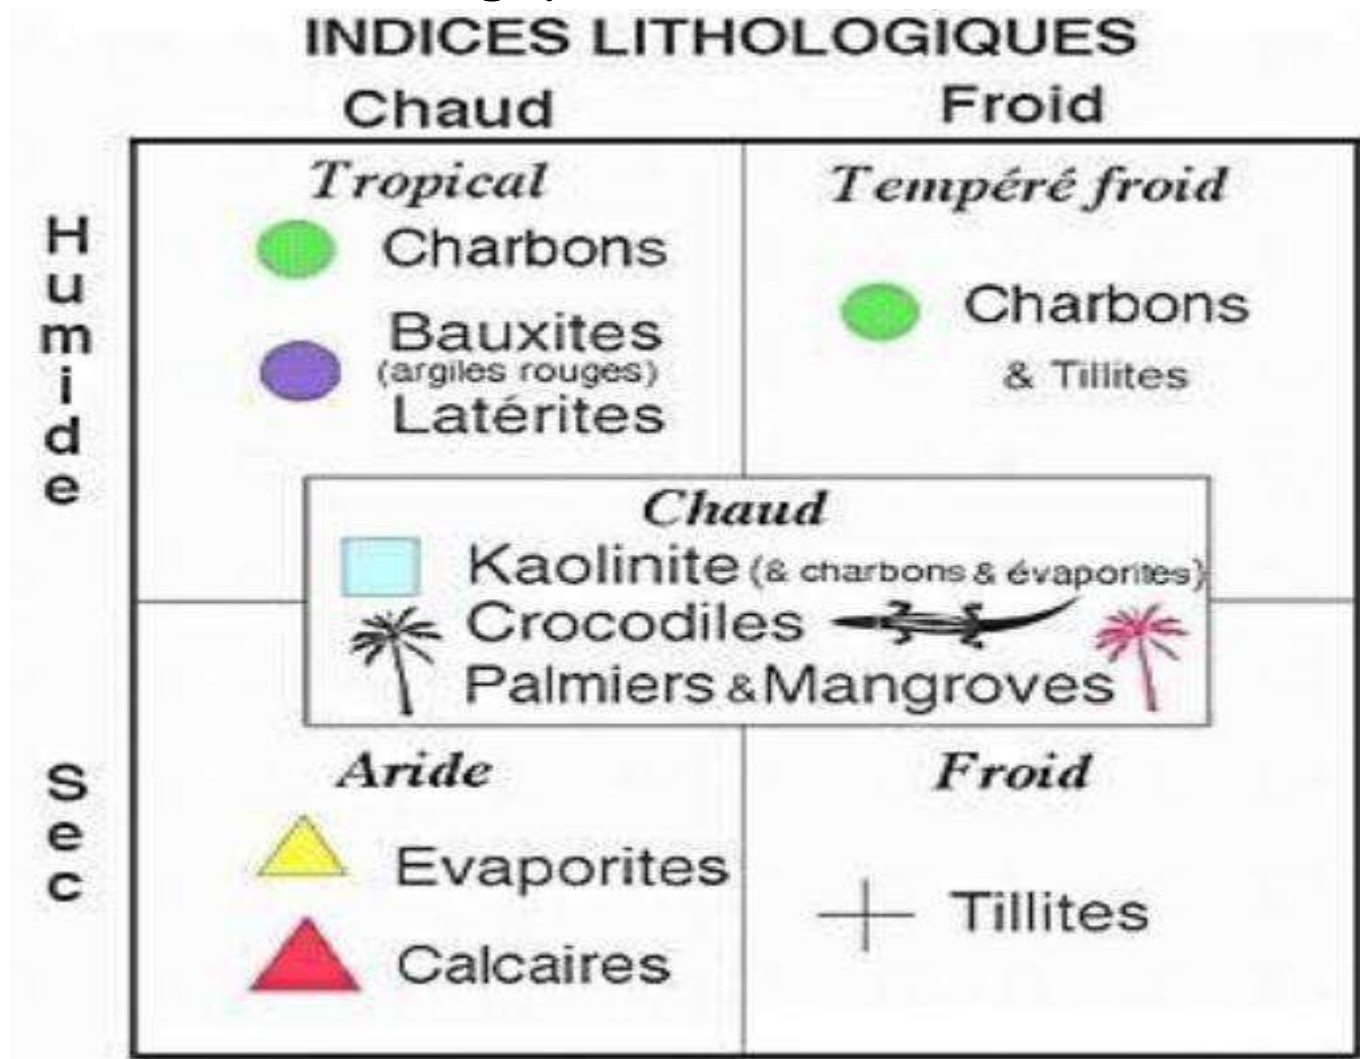 INDICES LITHOLOGIQUES
Chaud
Froid
Humide
Tropical
Charbons
Bauxites
(argiles rouges)
Latérites
Tempéré froid
Charbons
& Tillites
Chaud
Kaolinite (& charbons & évaporites)
Crocodiles
Palmiers & Mangroves
Sec
Aride
Evaporites
Calcaires
Froid
Tillites